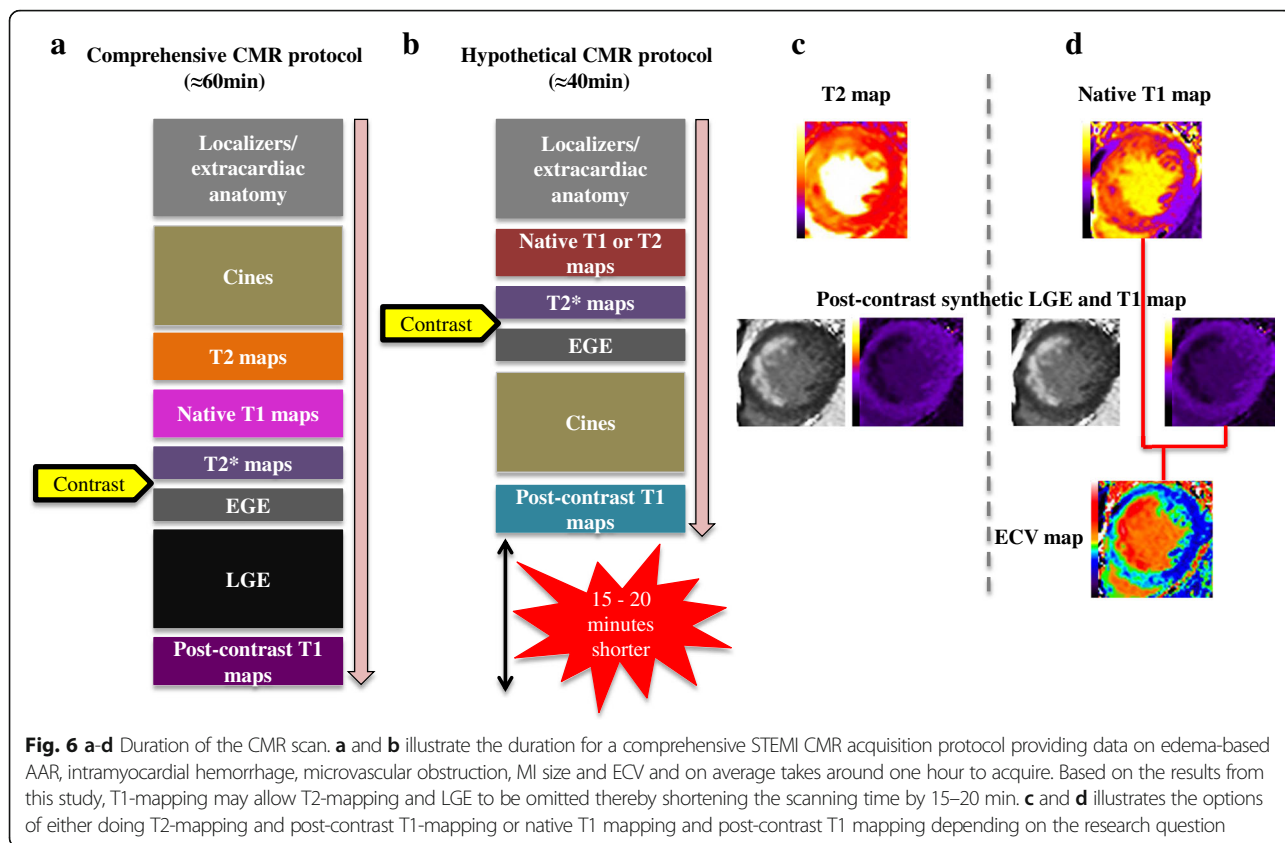 a
Comprehensive CMR protocol
(≈60min)
Localizers/
extracardiac
anatomy
Cines
T2 maps
Native T1 maps
T2* maps
Contrast
EGE
LGE
Post-contrast T1
maps
b
Hypothetical CMR protocol
(≈40min)
Localizers/
extracardiac
anatomy
Native T1 or T2
maps
T2* maps
Contrast
EGE
Cines
Post-contrast T1
maps
15 - 20
minutes
shorter
c
d
T2 map
Native T1 map
Post-contrast synthetic LGE and T1 map
ECV map
Fig. 6 a-d Duration of the CMR scan. a and b illustrate the duration for a comprehensive STEMI CMR acquisition protocol providing data on edema-based
AAR, intramyocardial hemorrhage, microvascular obstruction, MI size and ECV and on average takes around one hour to acquire. Based on the results from
this study, T1-mapping may allow T2-mapping and LGE to be omitted thereby shortening the scanning time by 15–20 min. c and d illustrates the options
of either doing T2-mapping and post-contrast T1-mapping or native T1 mapping and post-contrast T1 mapping depending on the research question